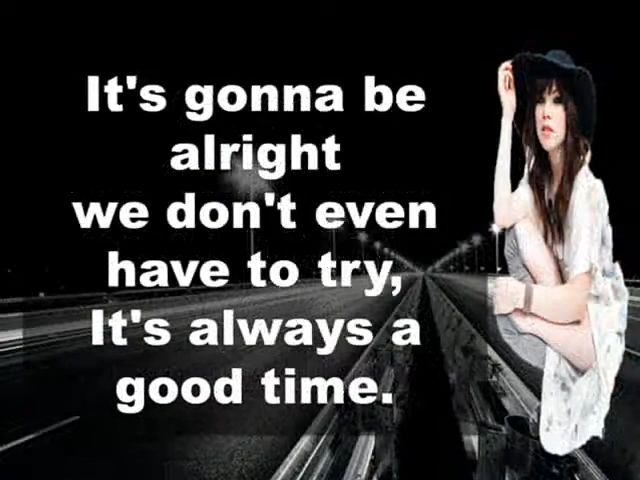 It's gonna be
alright
we don't even
have to try,
It's always a
good time.